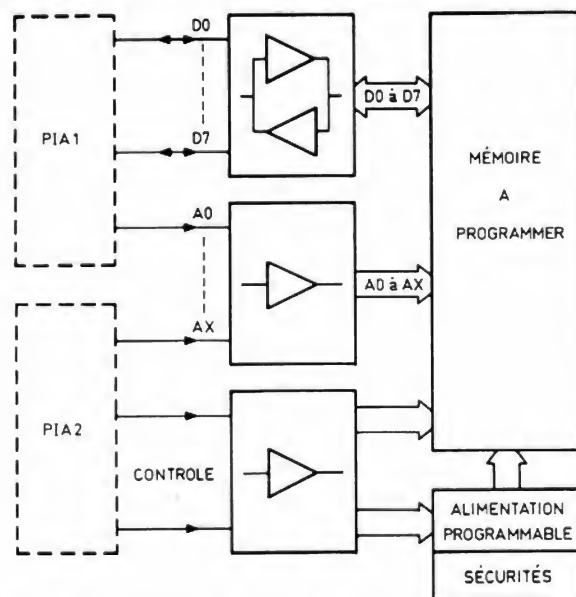 D0
PIA1
D0 à D7
D7
MÉMOIRE
A
PROGRAMMER
A0
A0 à AX
AX
PIA2
CONTROLE
ALIMENTATION
PROGRAMMABLE
SÉCURITÉS